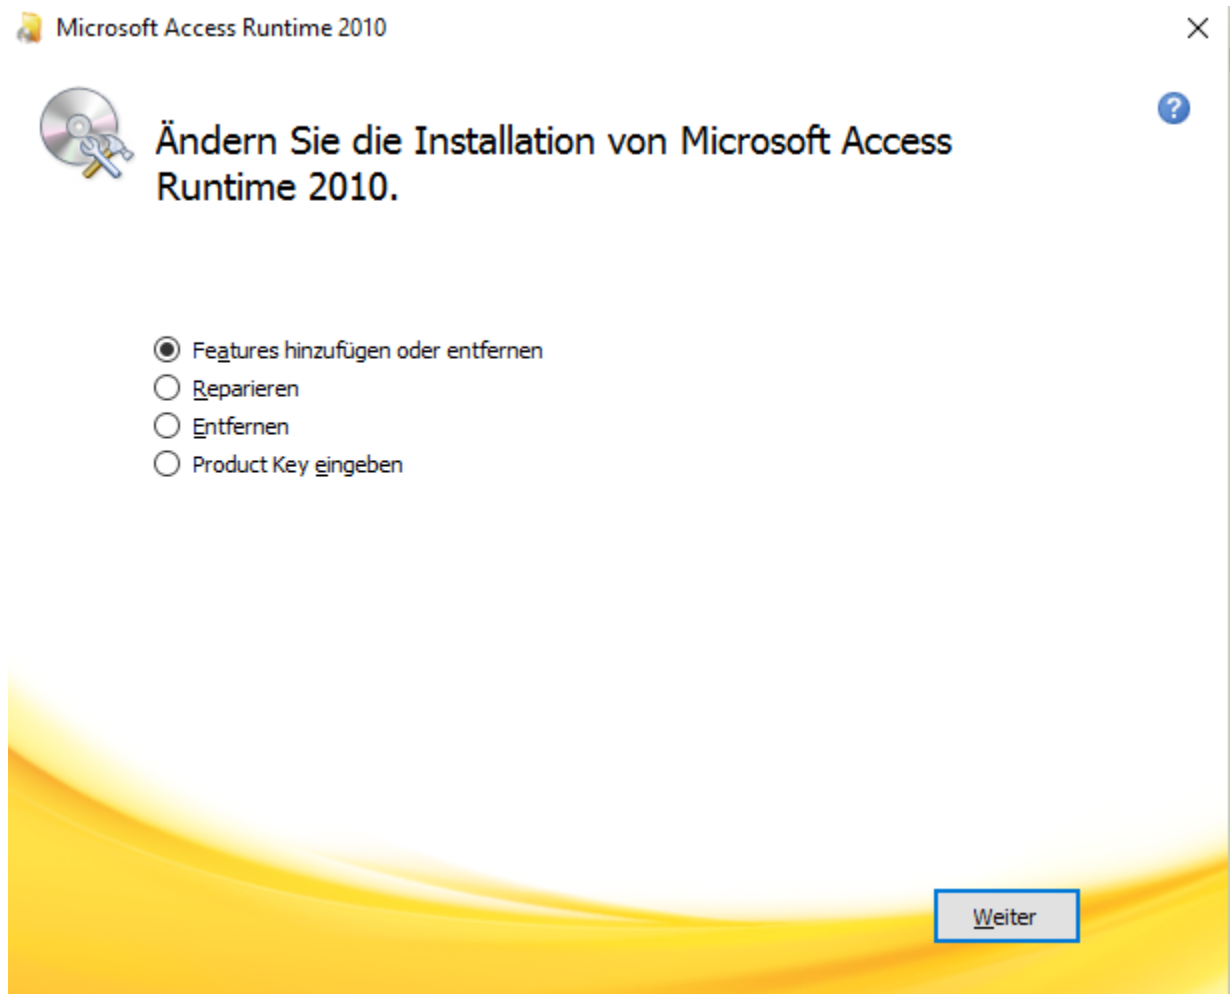 Microsoft Access Runtime 2010
?
Ändern Sie die Installation von Microsoft Access
Runtime 2010.
Features hinzufügen oder entfernen
Reparieren
Entfernen
Product Key eingeben
Weiter